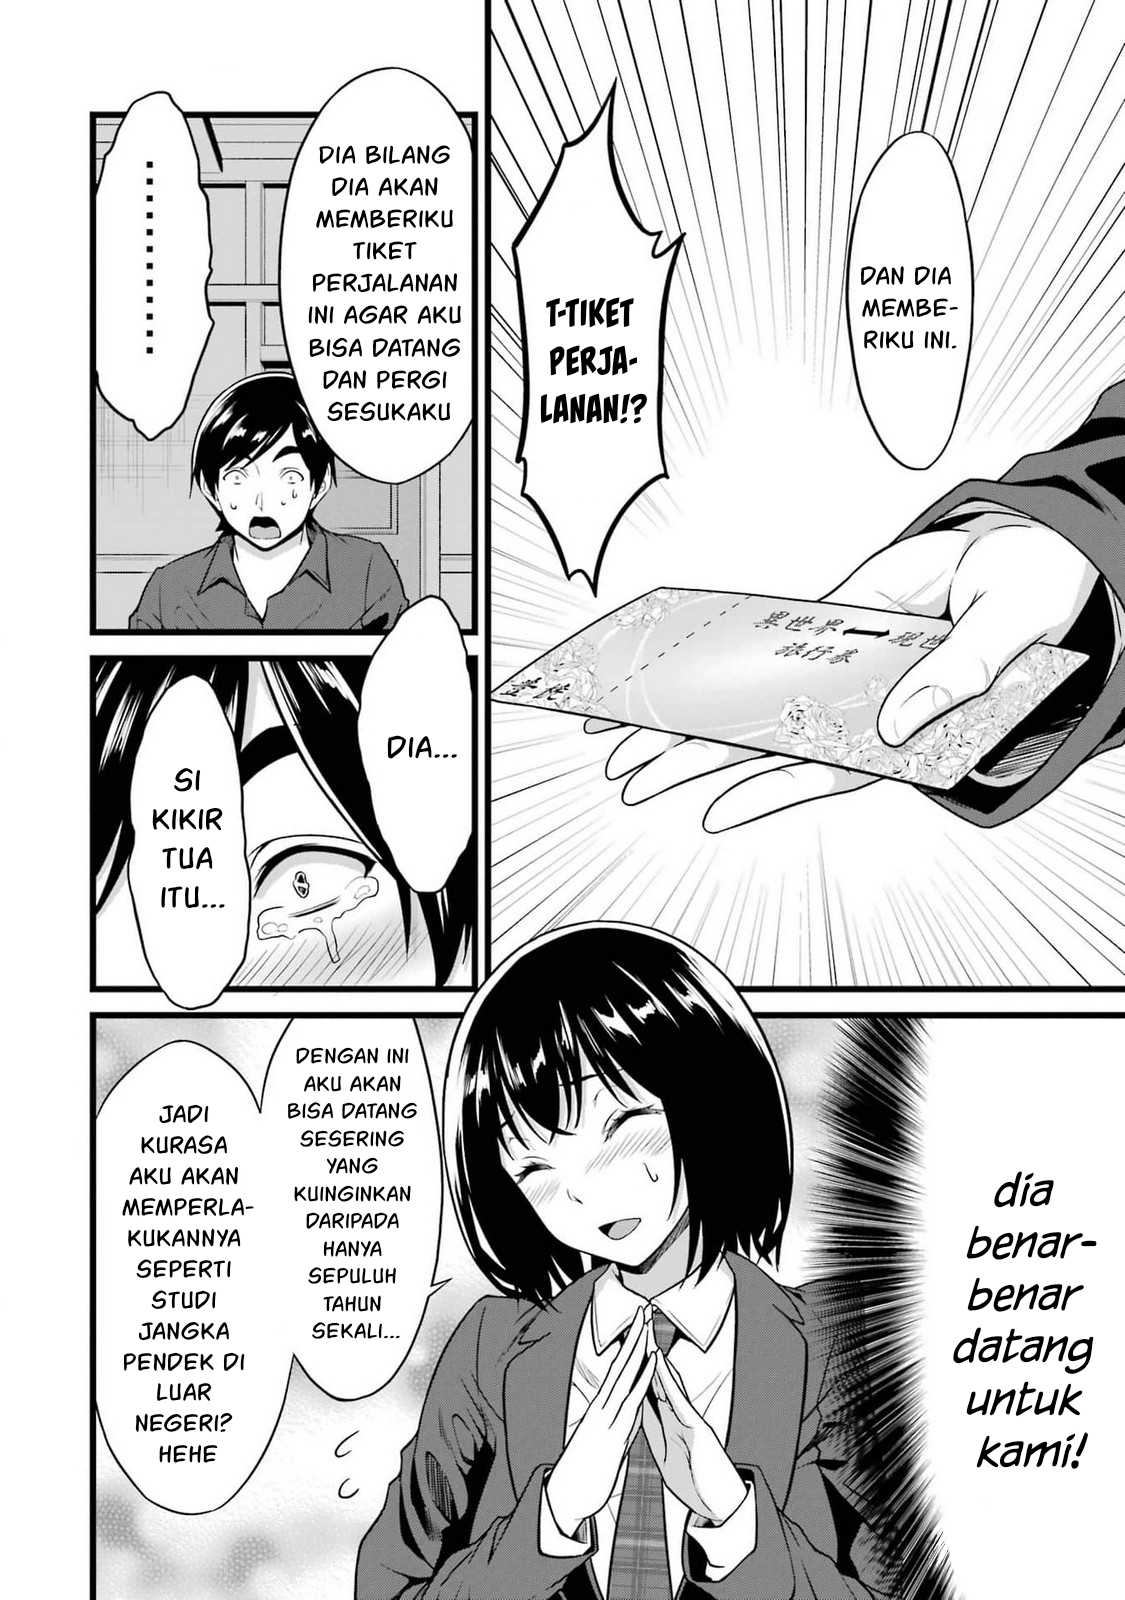 DAN DIA
MEMBE-
RIKU INI.
T-TIKET
PERJA-
LANAN!?
異世界ー現世
旅行券
DIA BILANG
DIA AKAN
MEMBERIKU
TIKET
PERJALANAN
INI AGAR AKU
BISA DATANG
DAN PERGI
SESUKAKU
............
DIA...
SI
KIKIR
TUA
ITU...
dia
benar-
benar
datang
untuk
kami!
DENGAN INI
AKU AKAN
BISA DATANG
SESERING
YANG
KUINGINKAN
DARIPADA
HANYA
SEPULUH
TAHUN
SEKALI...
JADI
KURASA
AKU AKAN
MEMPERLA-
KUKANNYA
SEPERTI
STUDI
JANGKA
PENDEK DI
LUAR
NEGERI?
HEHE